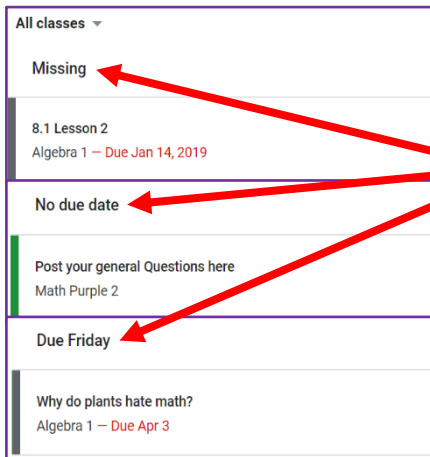 All classes
Missing
8.1 Lesson 2
Algebra 1 — Due Jan 14, 2019
No due date
Post your general Questions here
Math Purple 2
Due Friday
Why do plants hate math?
Algebra 1 — Due Apr 3